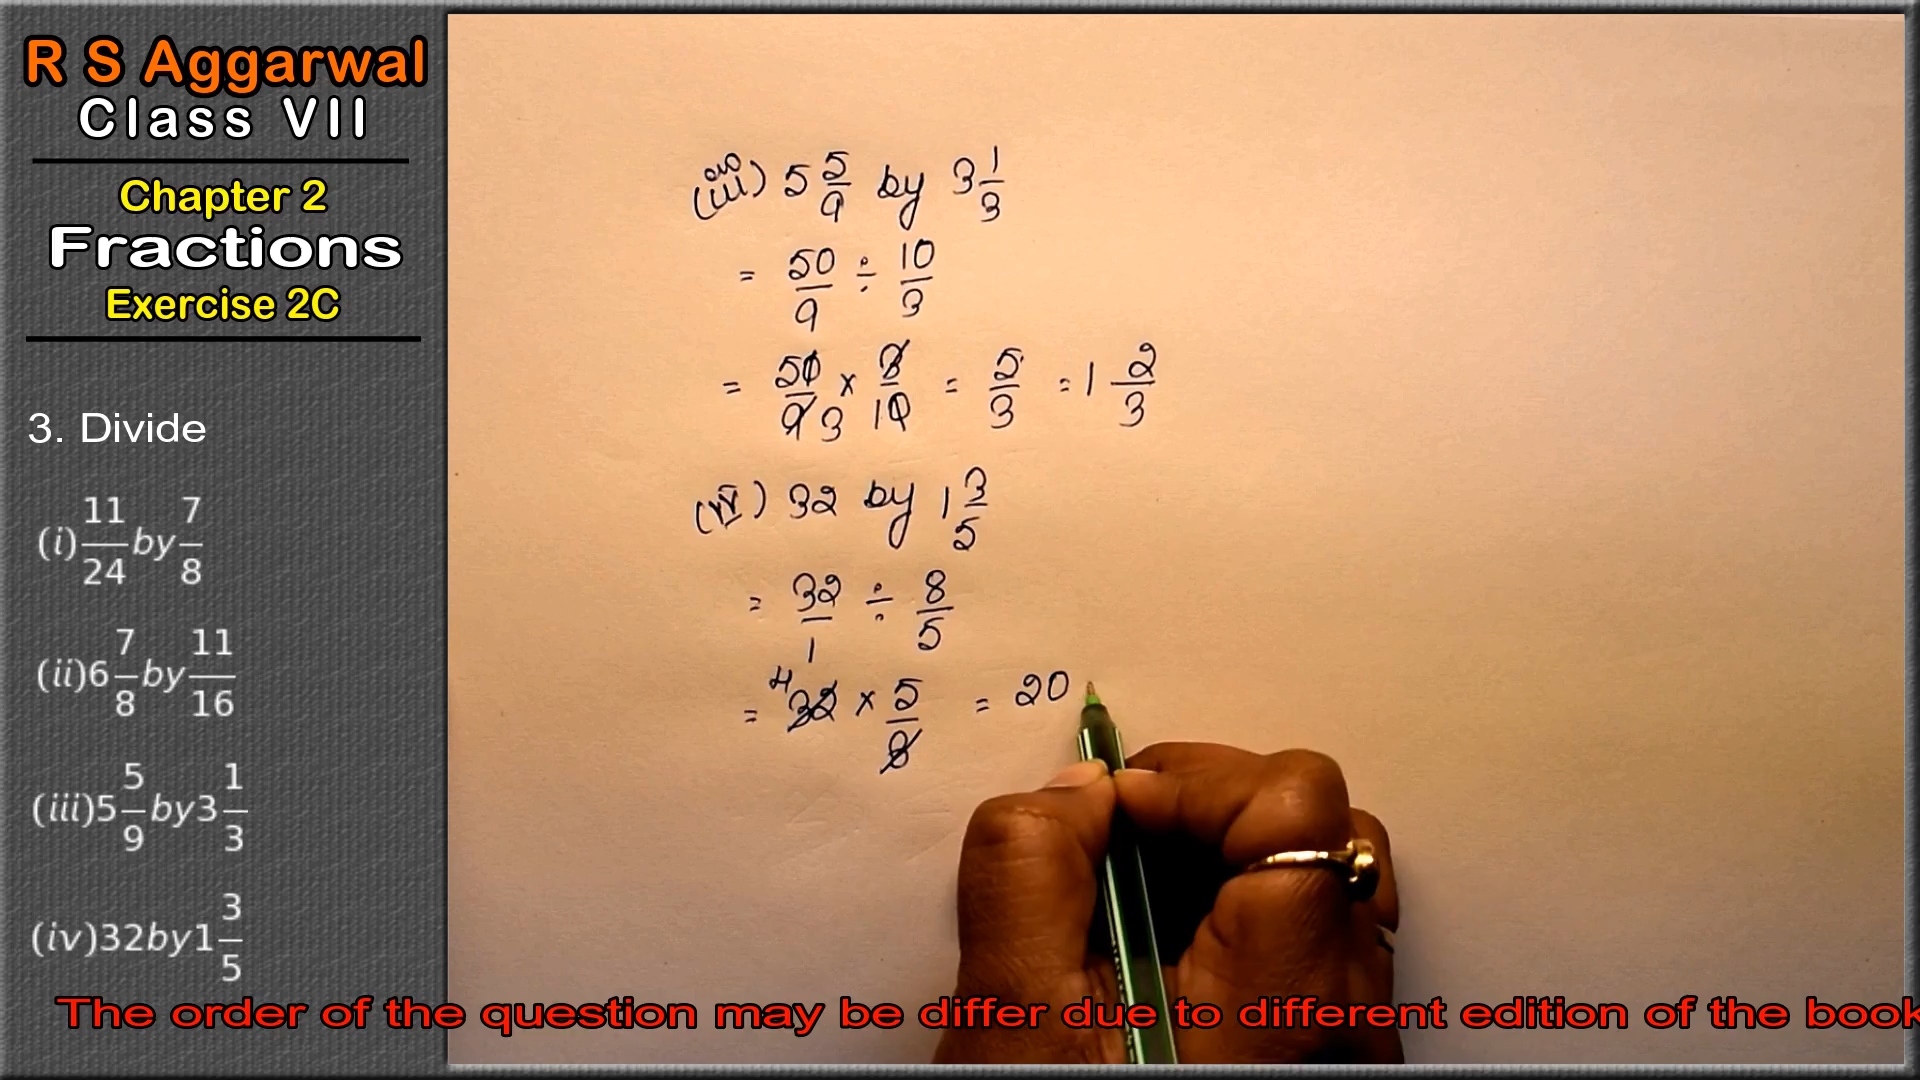 R S Aggarwal
Class VII
Chapter 2
Fractions
Exercise 2C
3. Divide
(i) 11/24 by 7/8
(ii) 6 7/8 by 11/16
(iii) 5 5/9 by 3 1/3
(iv) 32 by 1 3/5
(iii) 5 5/9 by 3 1/3
= 50/9 ÷ 10/3
= 50/9 3 × 3/10 = 5/3 = 1 2/3
(iv) 32 by 1 3/5
= 32/1 ÷ 8/5
= 4 32 × 5/8 = 20
The order of the question may be differ due to different edition of the book